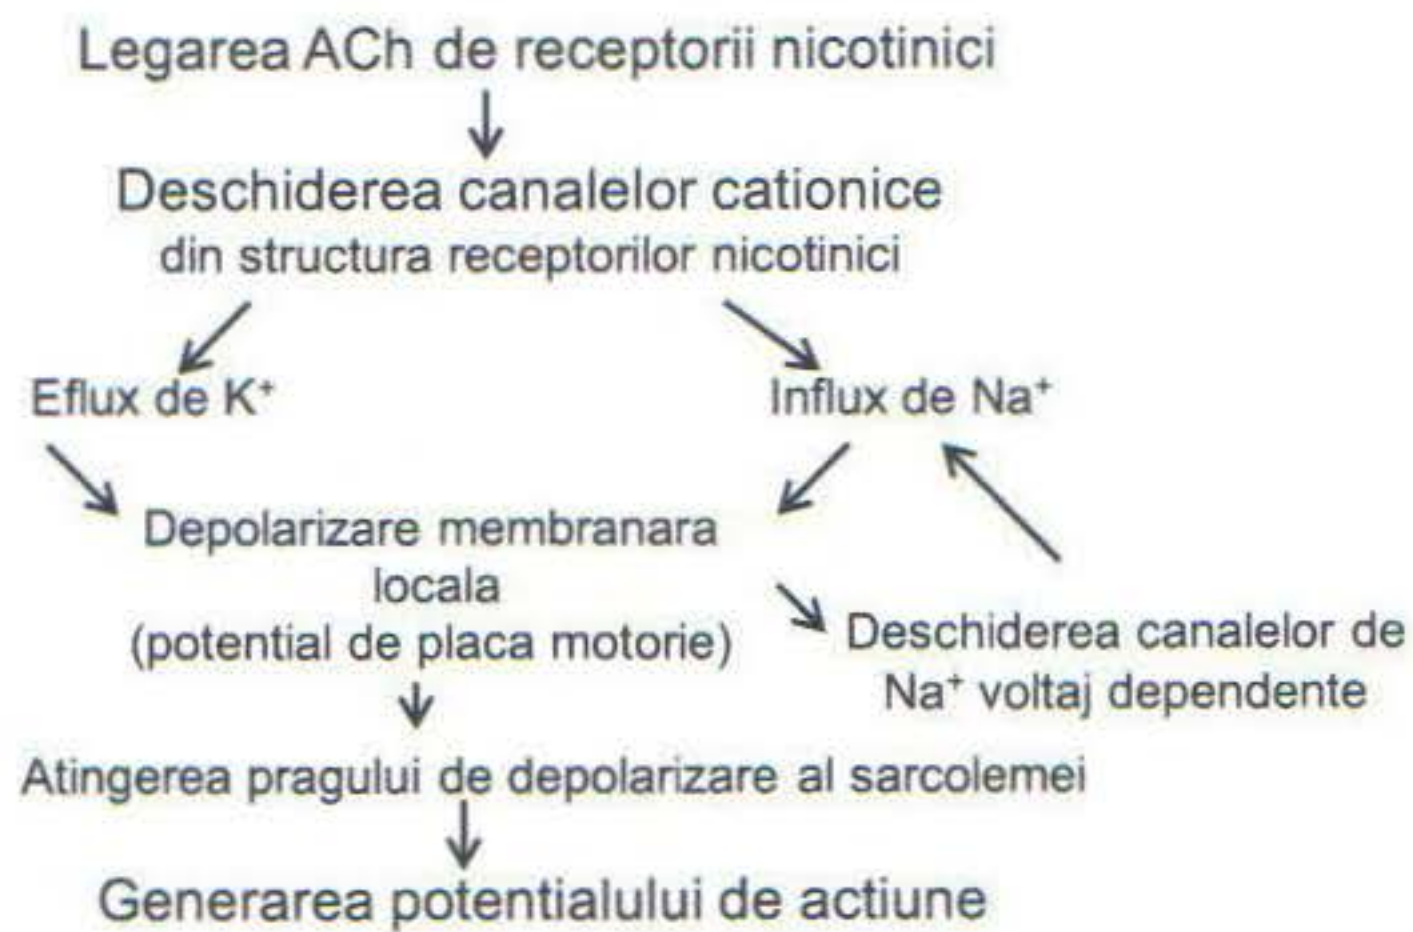 Legarea ACh de receptorii nicotinici
Deschiderea canalelor cationice
din structura receptorilor nicotinici
Eflux de K⁺
Influx de Na⁺
Depolarizare membranara
locala
(potential de placa motorie)
Deschiderea canalelor de
Na⁺ voltaj dependente
Atingerea pragului de depolarizare al sarcolemei
Generarea potentialului de actiune